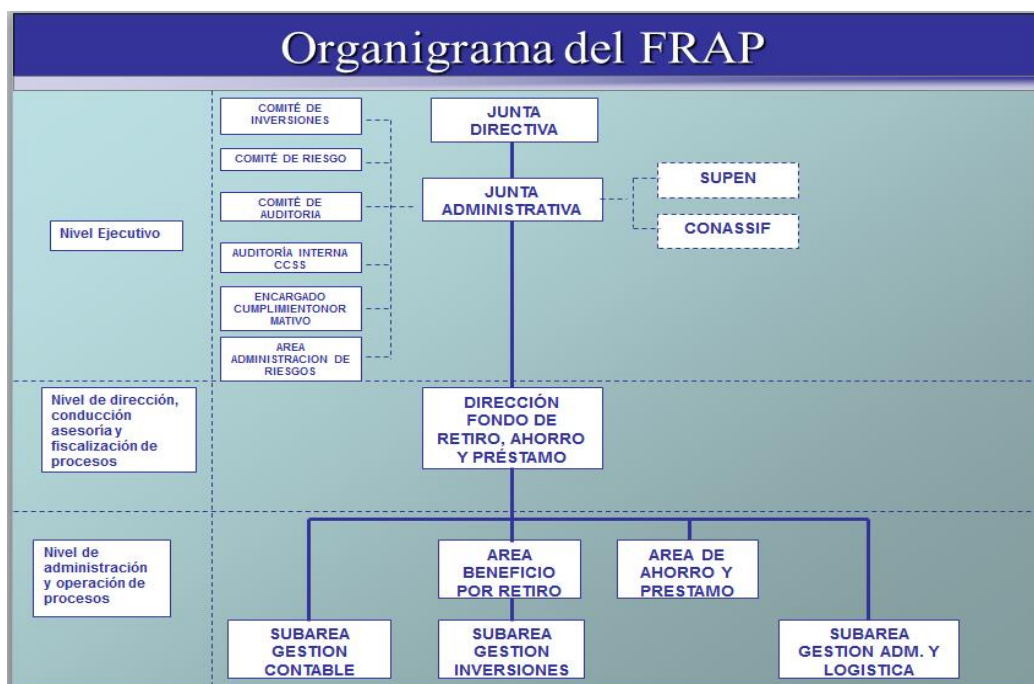 Organigrama del FRAP
COMITÉ DE
INVERSIONES
COMITÉ DE RIESGO
COMITÉ DE
AUDITORIA
AUDITORÍA INTERNA
CCSS
ENCARGADO
CUMPLIMIENTONOR
MATIVO
AREA
ADMINISTRACION DE
RIESGOS
JUNTA
DIRECTIVA
JUNTA
ADMINISTRATIVA
SUPEN
CONASSIF
Nivel Ejecutivo
Nivel de dirección,
conducción
asesoría y
fiscalización de
procesos
DIRECCIÓN
FONDO DE
RETIRO, AHORRO
Y PRÉSTAMO
Nivel de
administración
y operación de
procesos
AREA
BENEFICIO
POR RETIRO
AREA DE
AHORRO Y
PRESTAMO
SUBAREA
GESTION
CONTABLE
SUBAREA
GESTION
INVERSIONES
SUBAREA
GESTION ADM. Y
LOGISTICA